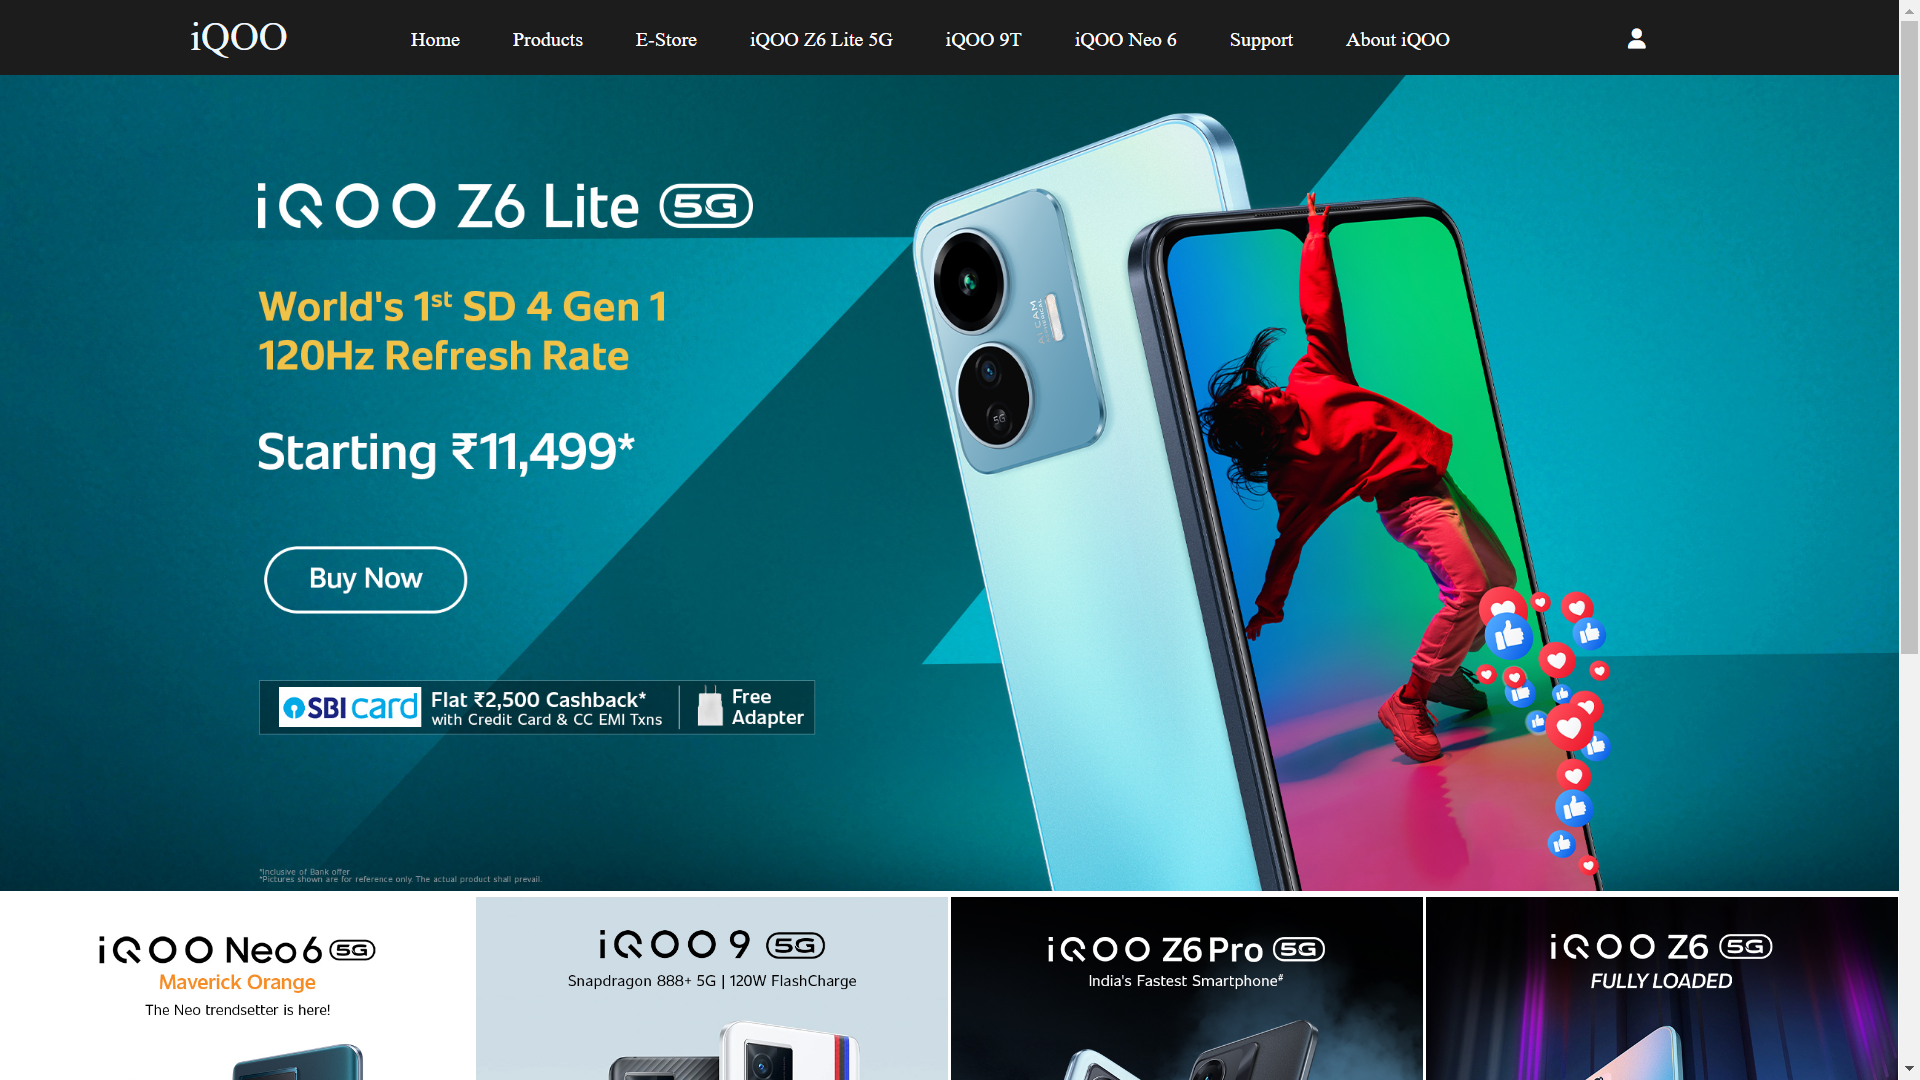 iQOO
Home
Products
E-Store
iQOO Z6 Lite 5G
iQOO 9T
iQOO Neo 6
Support
About iQOO
iQOO Z6 Lite 5G
World's 1st SD 4 Gen 1
120Hz Refresh Rate
Starting ₹11,499*
Buy Now
SBI card
Flat ₹2,500 Cashback*
with Credit Card & CC EMI Txns
Free
Adapter
*Inclusive of Bank offer
*Pictures shown are for reference only. The actual product shall prevail.
AI CAM
5G
iQOO Neo6 5G
Maverick Orange
The Neo trendsetter is here!
iQOO 9 5G
Snapdragon 888+ 5G | 120W FlashCharge
iQOO Z6 Pro 5G
India's Fastest Smartphone#
iQOO Z6 5G
FULLY LOADED